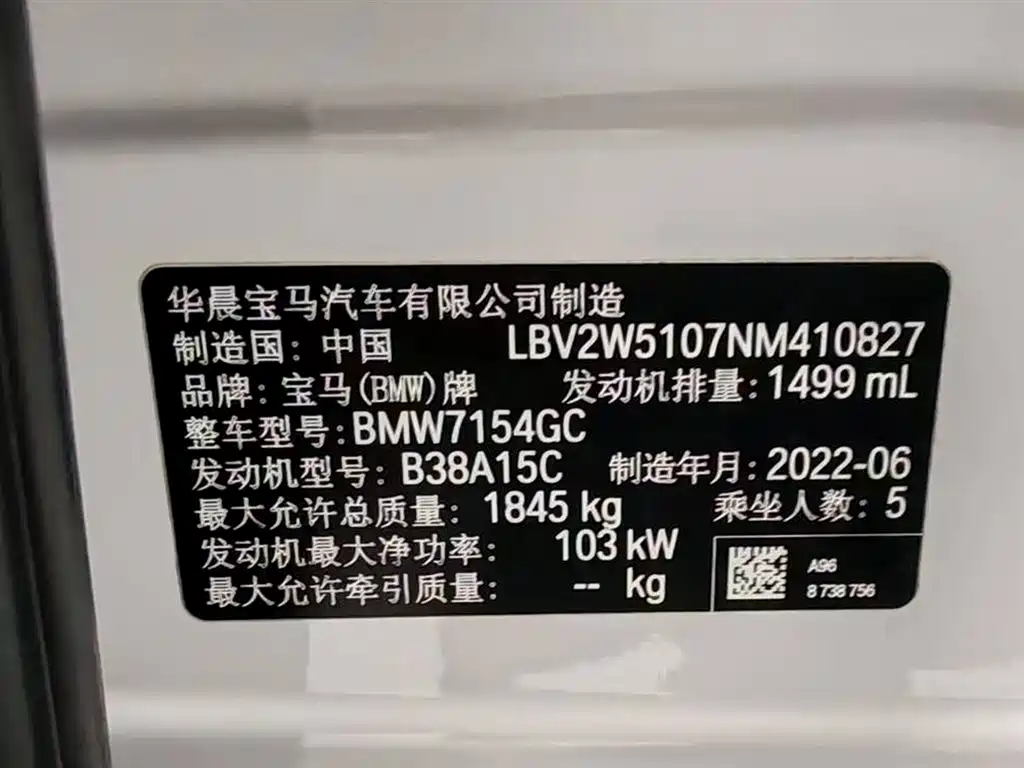 华晨宝马汽车有限公司制造
制造国：中国 LBV2W5107NM410827
品牌：宝马(BMW)牌 发动机排量：1499 mL
整车型号：BMW7154GC
发动机型号：B38A15C 制造年月：2022-06
最大允许总质量：1845 kg 乘坐人数：5
发动机最大净功率：103 kW
最大允许牵引质量：-- kg
A96
8 738 756